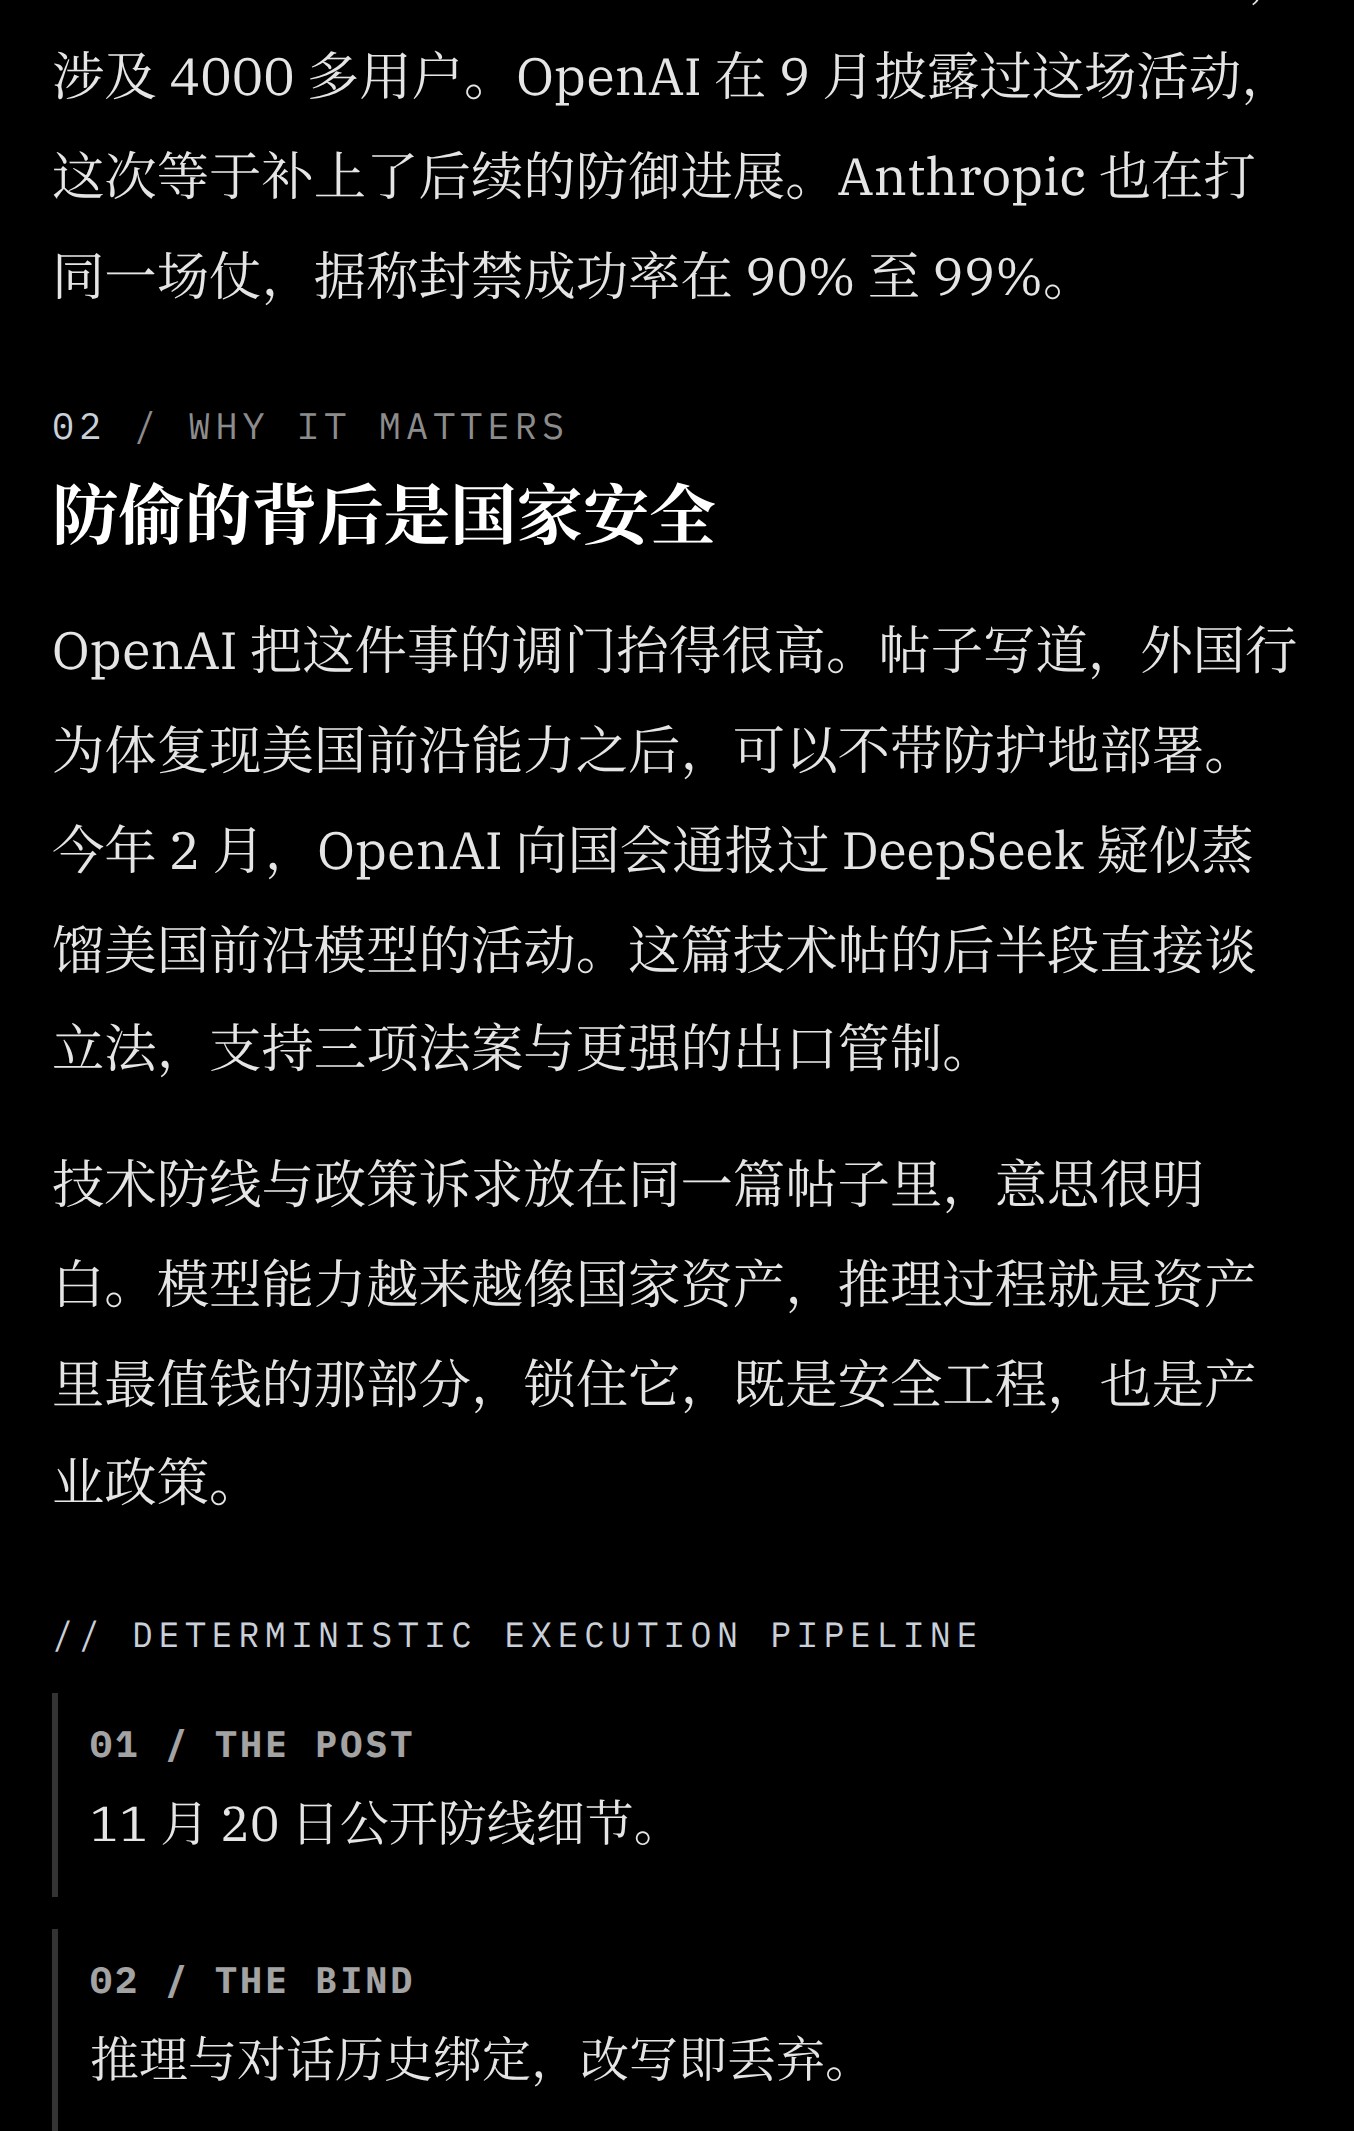 涉及 4000 多用户。OpenAI 在 9 月披露过这场活动，
这次等于补上了后续的防御进展。Anthropic 也在打
同一场仗，据称封禁成功率在 90% 至 99%。
02 / WHY IT MATTERS
防偷的背后是国家安全
OpenAI 把这件事的调门抬得很高。帖子写道，外国行
为体复现美国前沿能力之后，可以不带防护地部署。
今年 2 月，OpenAI 向国会通报过 DeepSeek 疑似蒸
馏美国前沿模型的活动。这篇技术帖的后半段直接谈
立法，支持三项法案与更强的出口管制。
技术防线与政策诉求放在同一篇帖子里，意思很明
白。模型能力越来越像国家资产，推理过程就是资产
里最值钱的那部分，锁住它，既是安全工程，也是产
业政策。
// DETERMINISTIC EXECUTION PIPELINE
01 / THE POST
11 月 20 日公开防线细节。
02 / THE BIND
推理与对话历史绑定，改写即丢弃。